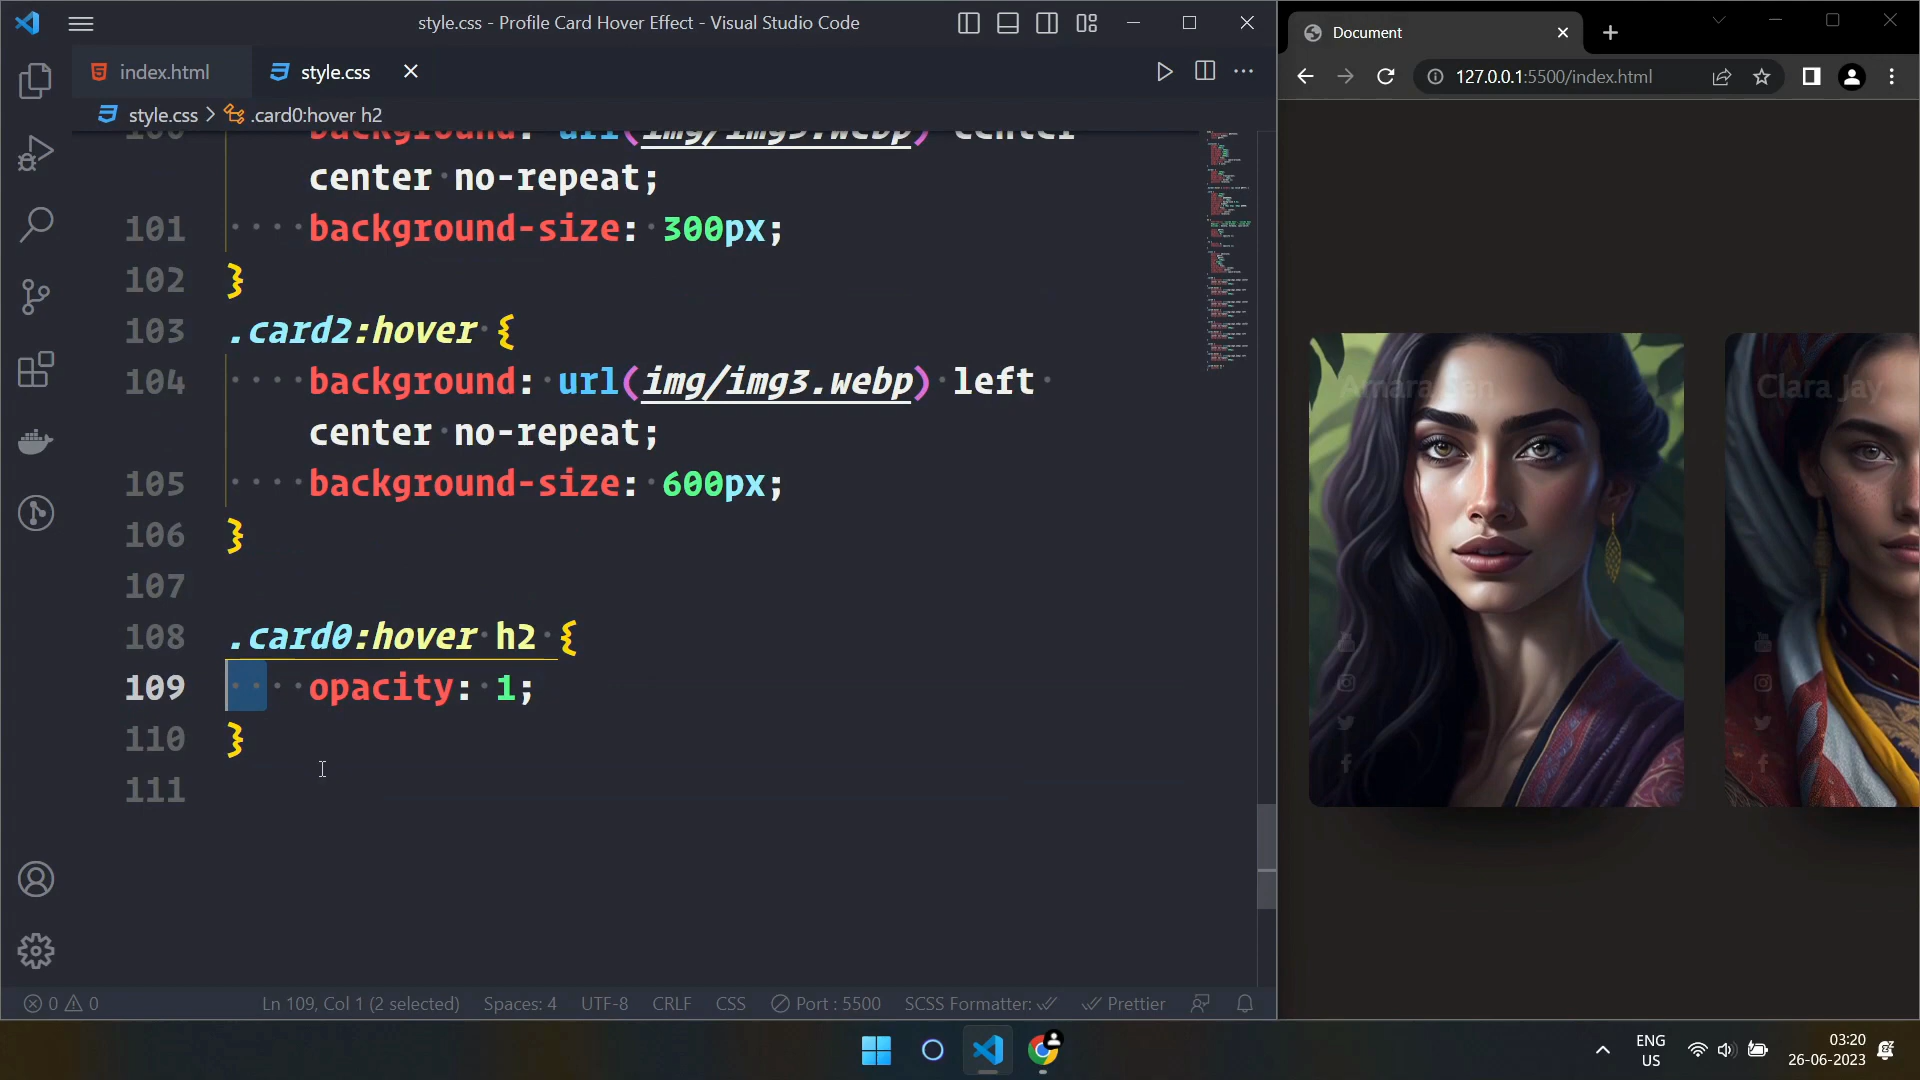 style.css - Profile Card Hover Effect - Visual Studio Code
index.html
style.css
style.css > .card0:hover h2
100 background: url(img/img3.webp) center
center no-repeat;
101 background-size: 300px;
102 }
103 .card2:hover {
104 background: url(img/img3.webp) left
center no-repeat;
105 background-size: 600px;
106 }
107
108 .card0:hover h2 {
109 opacity: 1;
110 }
111
0 0 Ln 109, Col 1 (2 selected) Spaces: 4 UTF-8 CRLF CSS Port : 5500 SCSS Formatter: Prettier
Document
127.0.0.1:5500/index.html
Amara Sen
Clara Jay
ENG
US
03:20
26-06-2023